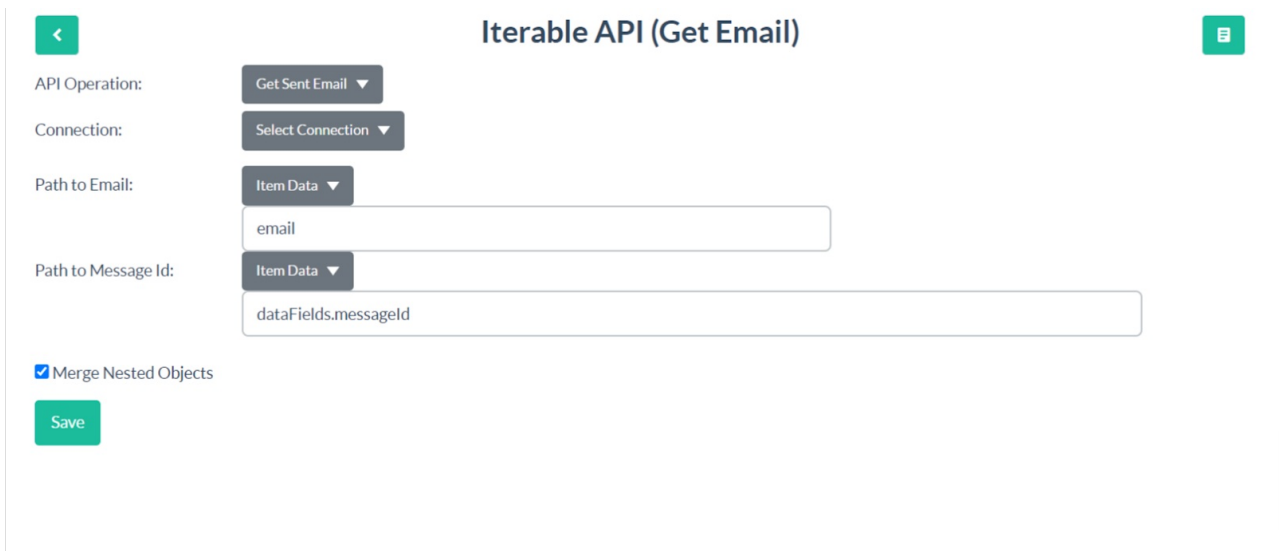 Iterable API (Get Email)
API Operation: Get Sent Email
Connection: Select Connection
Path to Email: Item Data
email
Path to Message Id: Item Data
dataFields.messageId
Merge Nested Objects
Save